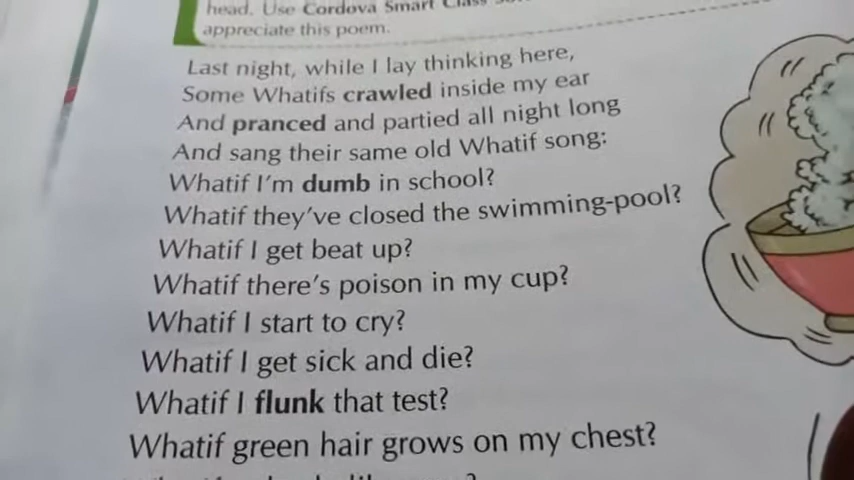 head. Use Cordova Smart Class
appreciate this poem.
Last night, while I lay thinking here,
Some Whatifs crawled inside my ear
And pranced and partied all night long
And sang their same old Whatif song:
Whatif I'm dumb in school?
Whatif they've closed the swimming-pool?
Whatif I get beat up?
Whatif there's poison in my cup?
Whatif I start to cry?
Whatif I get sick and die?
Whatif I flunk that test?
Whatif green hair grows on my chest?